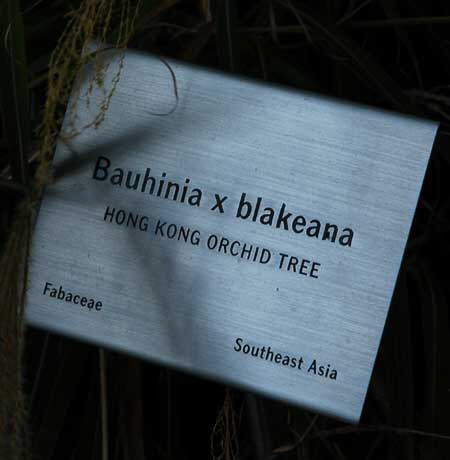 Bauhinia x blakeana
HONG KONG ORCHID TREE
Fabaceae
Southeast Asia